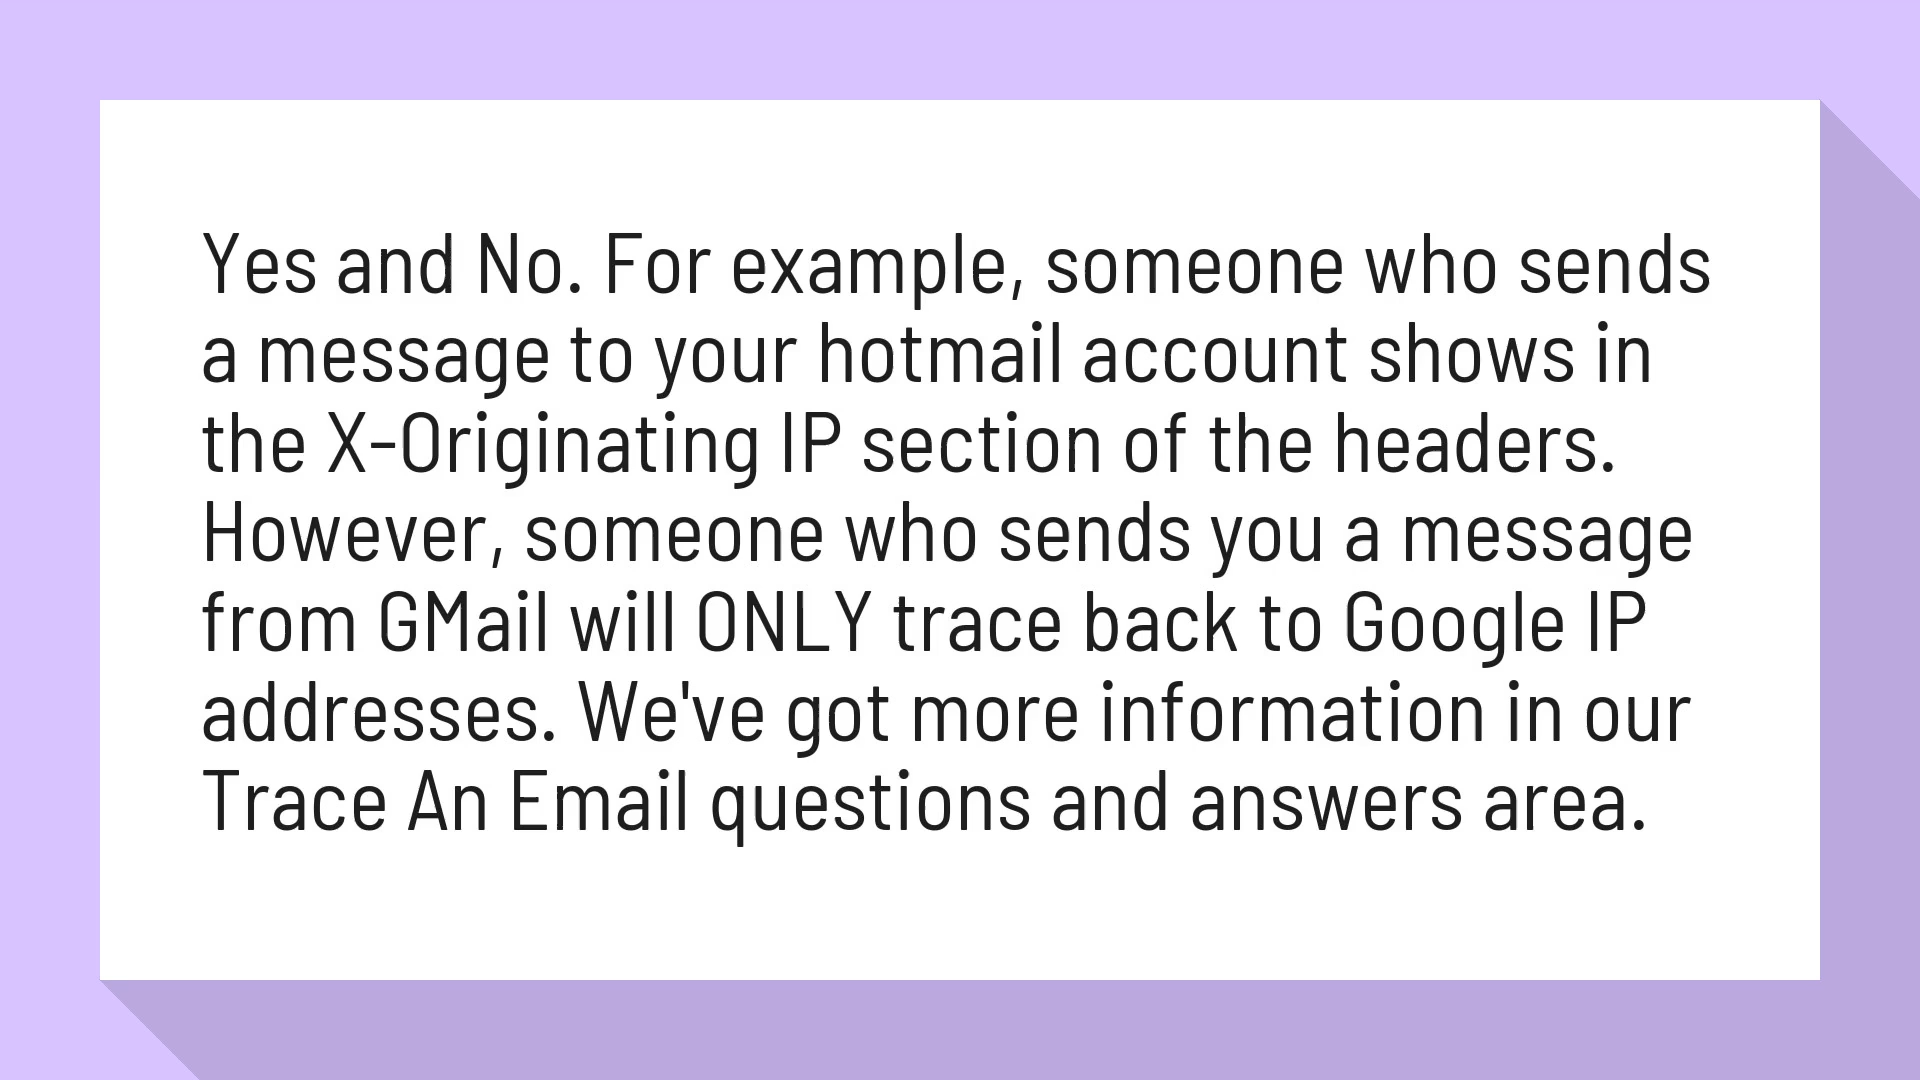 Yes and No. For example, someone who sends
a message to your hotmail account shows in
the X-Originating IP section of the headers.
However, someone who sends you a message
from GMail will ONLY trace back to Google IP
addresses. We've got more information in our
Trace An Email questions and answers area.